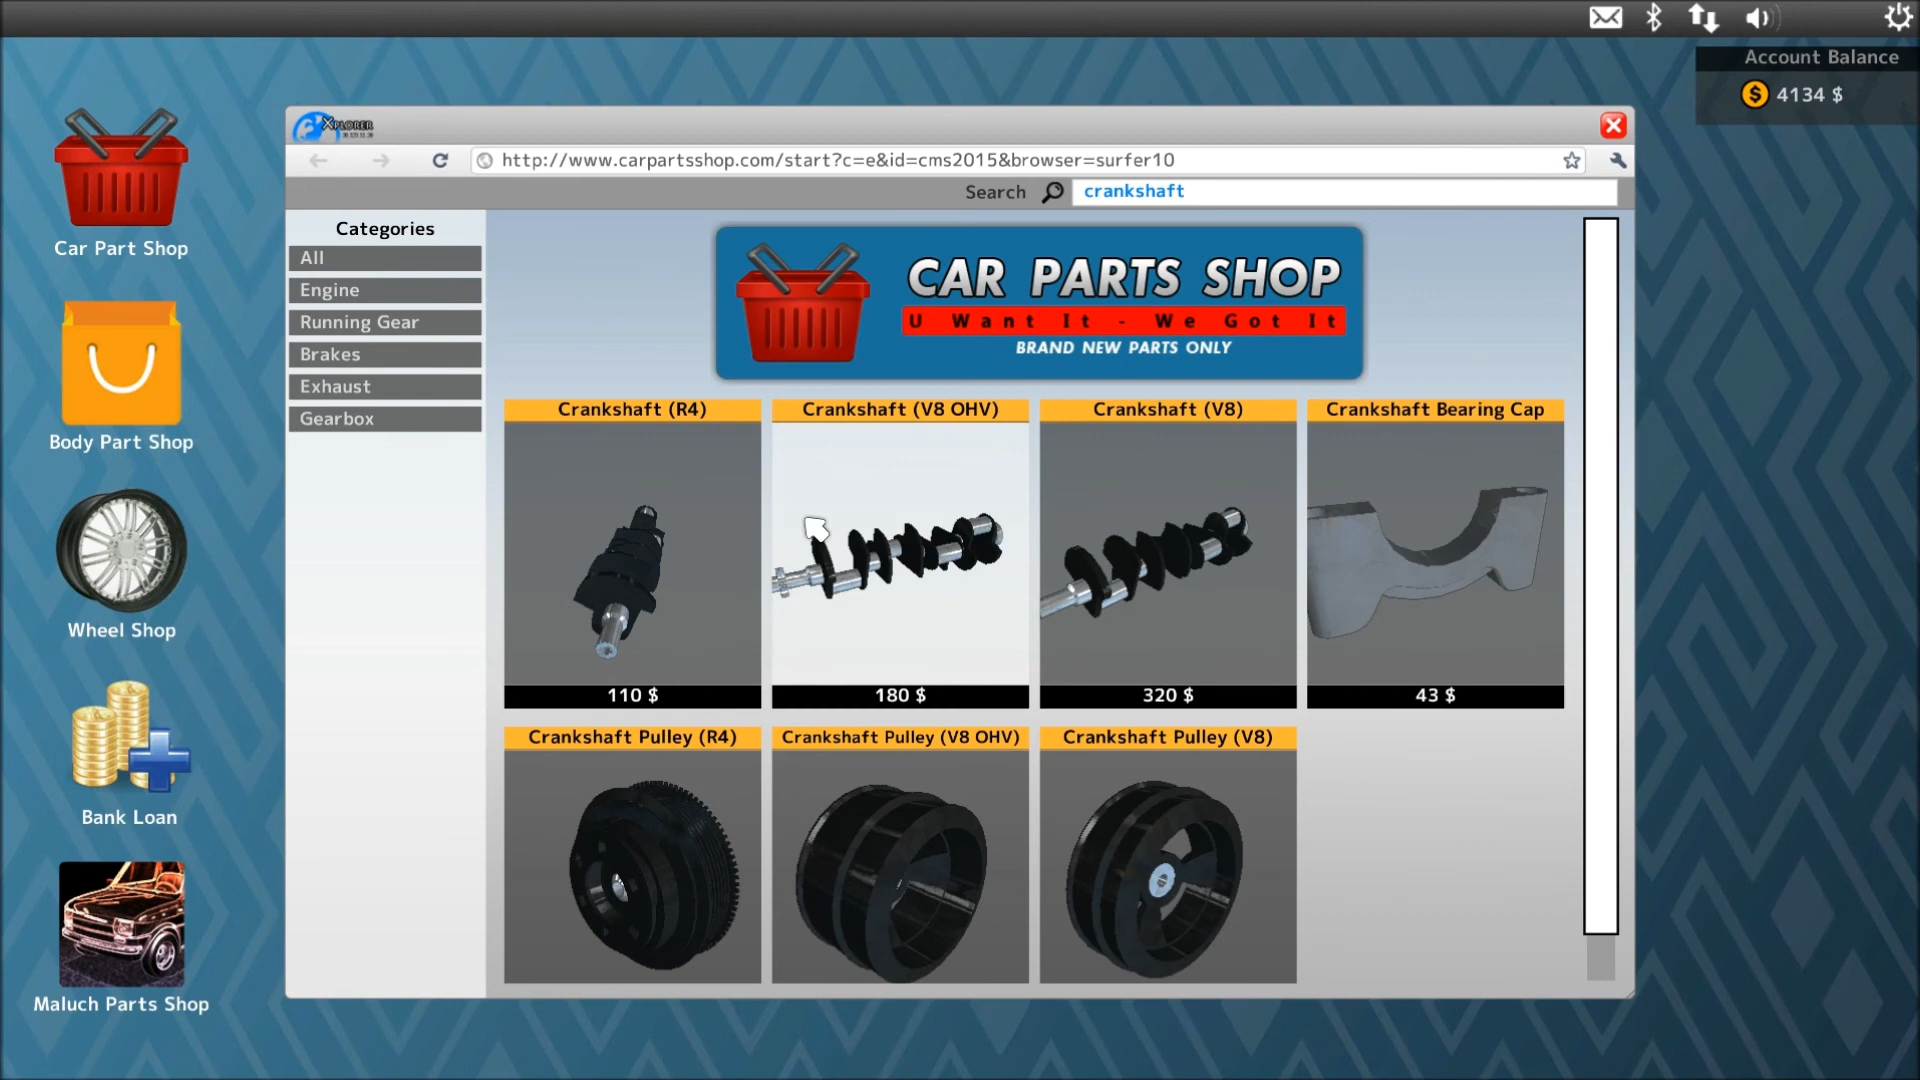 Account Balance
4134 $
XPLORER
http://www.carpartsshop.com/start?c=e&id=cms2015&browser=surfer10
Search
crankshaft
Categories
All
Engine
Running Gear
Brakes
Exhaust
Gearbox
CAR PARTS SHOP
U Want It - We Got It
BRAND NEW PARTS ONLY
Crankshaft (R4)
Crankshaft (V8 OHV)
Crankshaft (V8)
Crankshaft Bearing Cap
110 $
180 $
320 $
43 $
Crankshaft Pulley (R4)
Crankshaft Pulley (V8 OHV)
Crankshaft Pulley (V8)
Car Part Shop
Body Part Shop
Wheel Shop
Bank Loan
Maluch Parts Shop